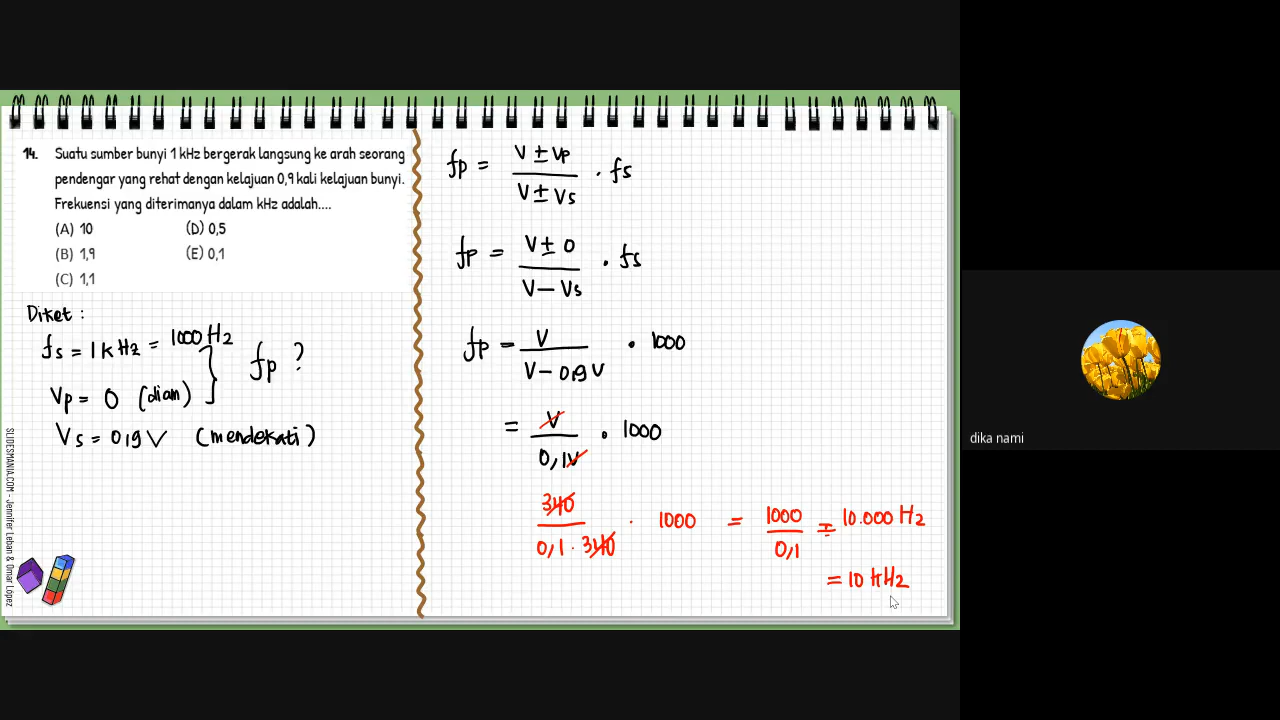 14. Suatu sumber bunyi 1 kHz bergerak langsung ke arah seorang
pendengar yang rehat dengan kelajuan 0,9 kali kelajuan bunyi.
Frekuensi yang diterimanya dalam kHz adalah....
(A) 10 (D) 0,5
(B) 1,9 (E) 0,1
(C) 1,1
Diket :
fs = 1 kHz = 1000 Hz
Vp = 0 (diam) } fp ?
Vs = 0,9 V (mendekati)
fp = V ± Vp / V ± Vs . fs
fp = V ± 0 / V – Vs . fs
fp = V / V – 0,9 V . 1000
= V / 0,1V . 1000
340 / 0,1 . 340 . 1000 = 1000 / 0,1 = 10.000 Hz
= 10 kHz
SLIDESMANIA.COM - Jennifer Leban & Omar López
dika nami